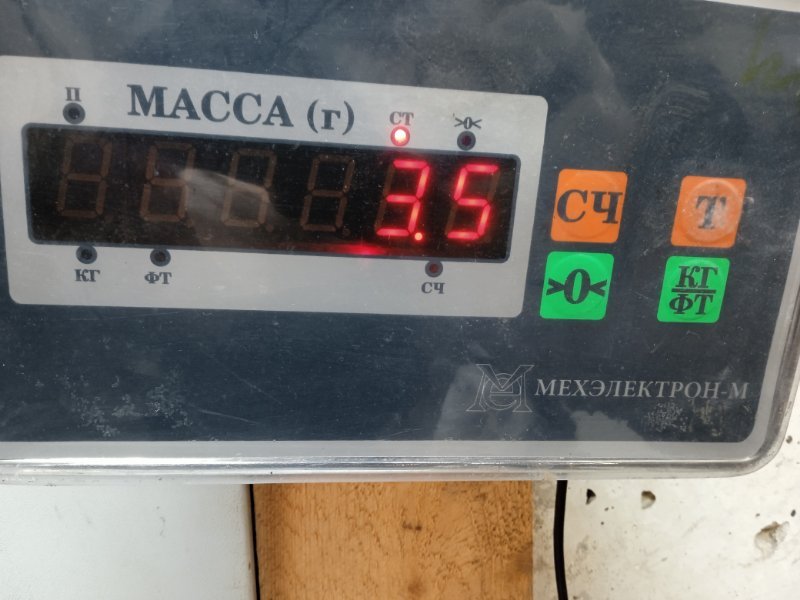 П
МАССА (г)
СТ
>0<
3.5
КГ
ФТ
СЧ
СЧ
Т
>0<
КГ
ФТ
МЕХЭЛЕКТРОН-М